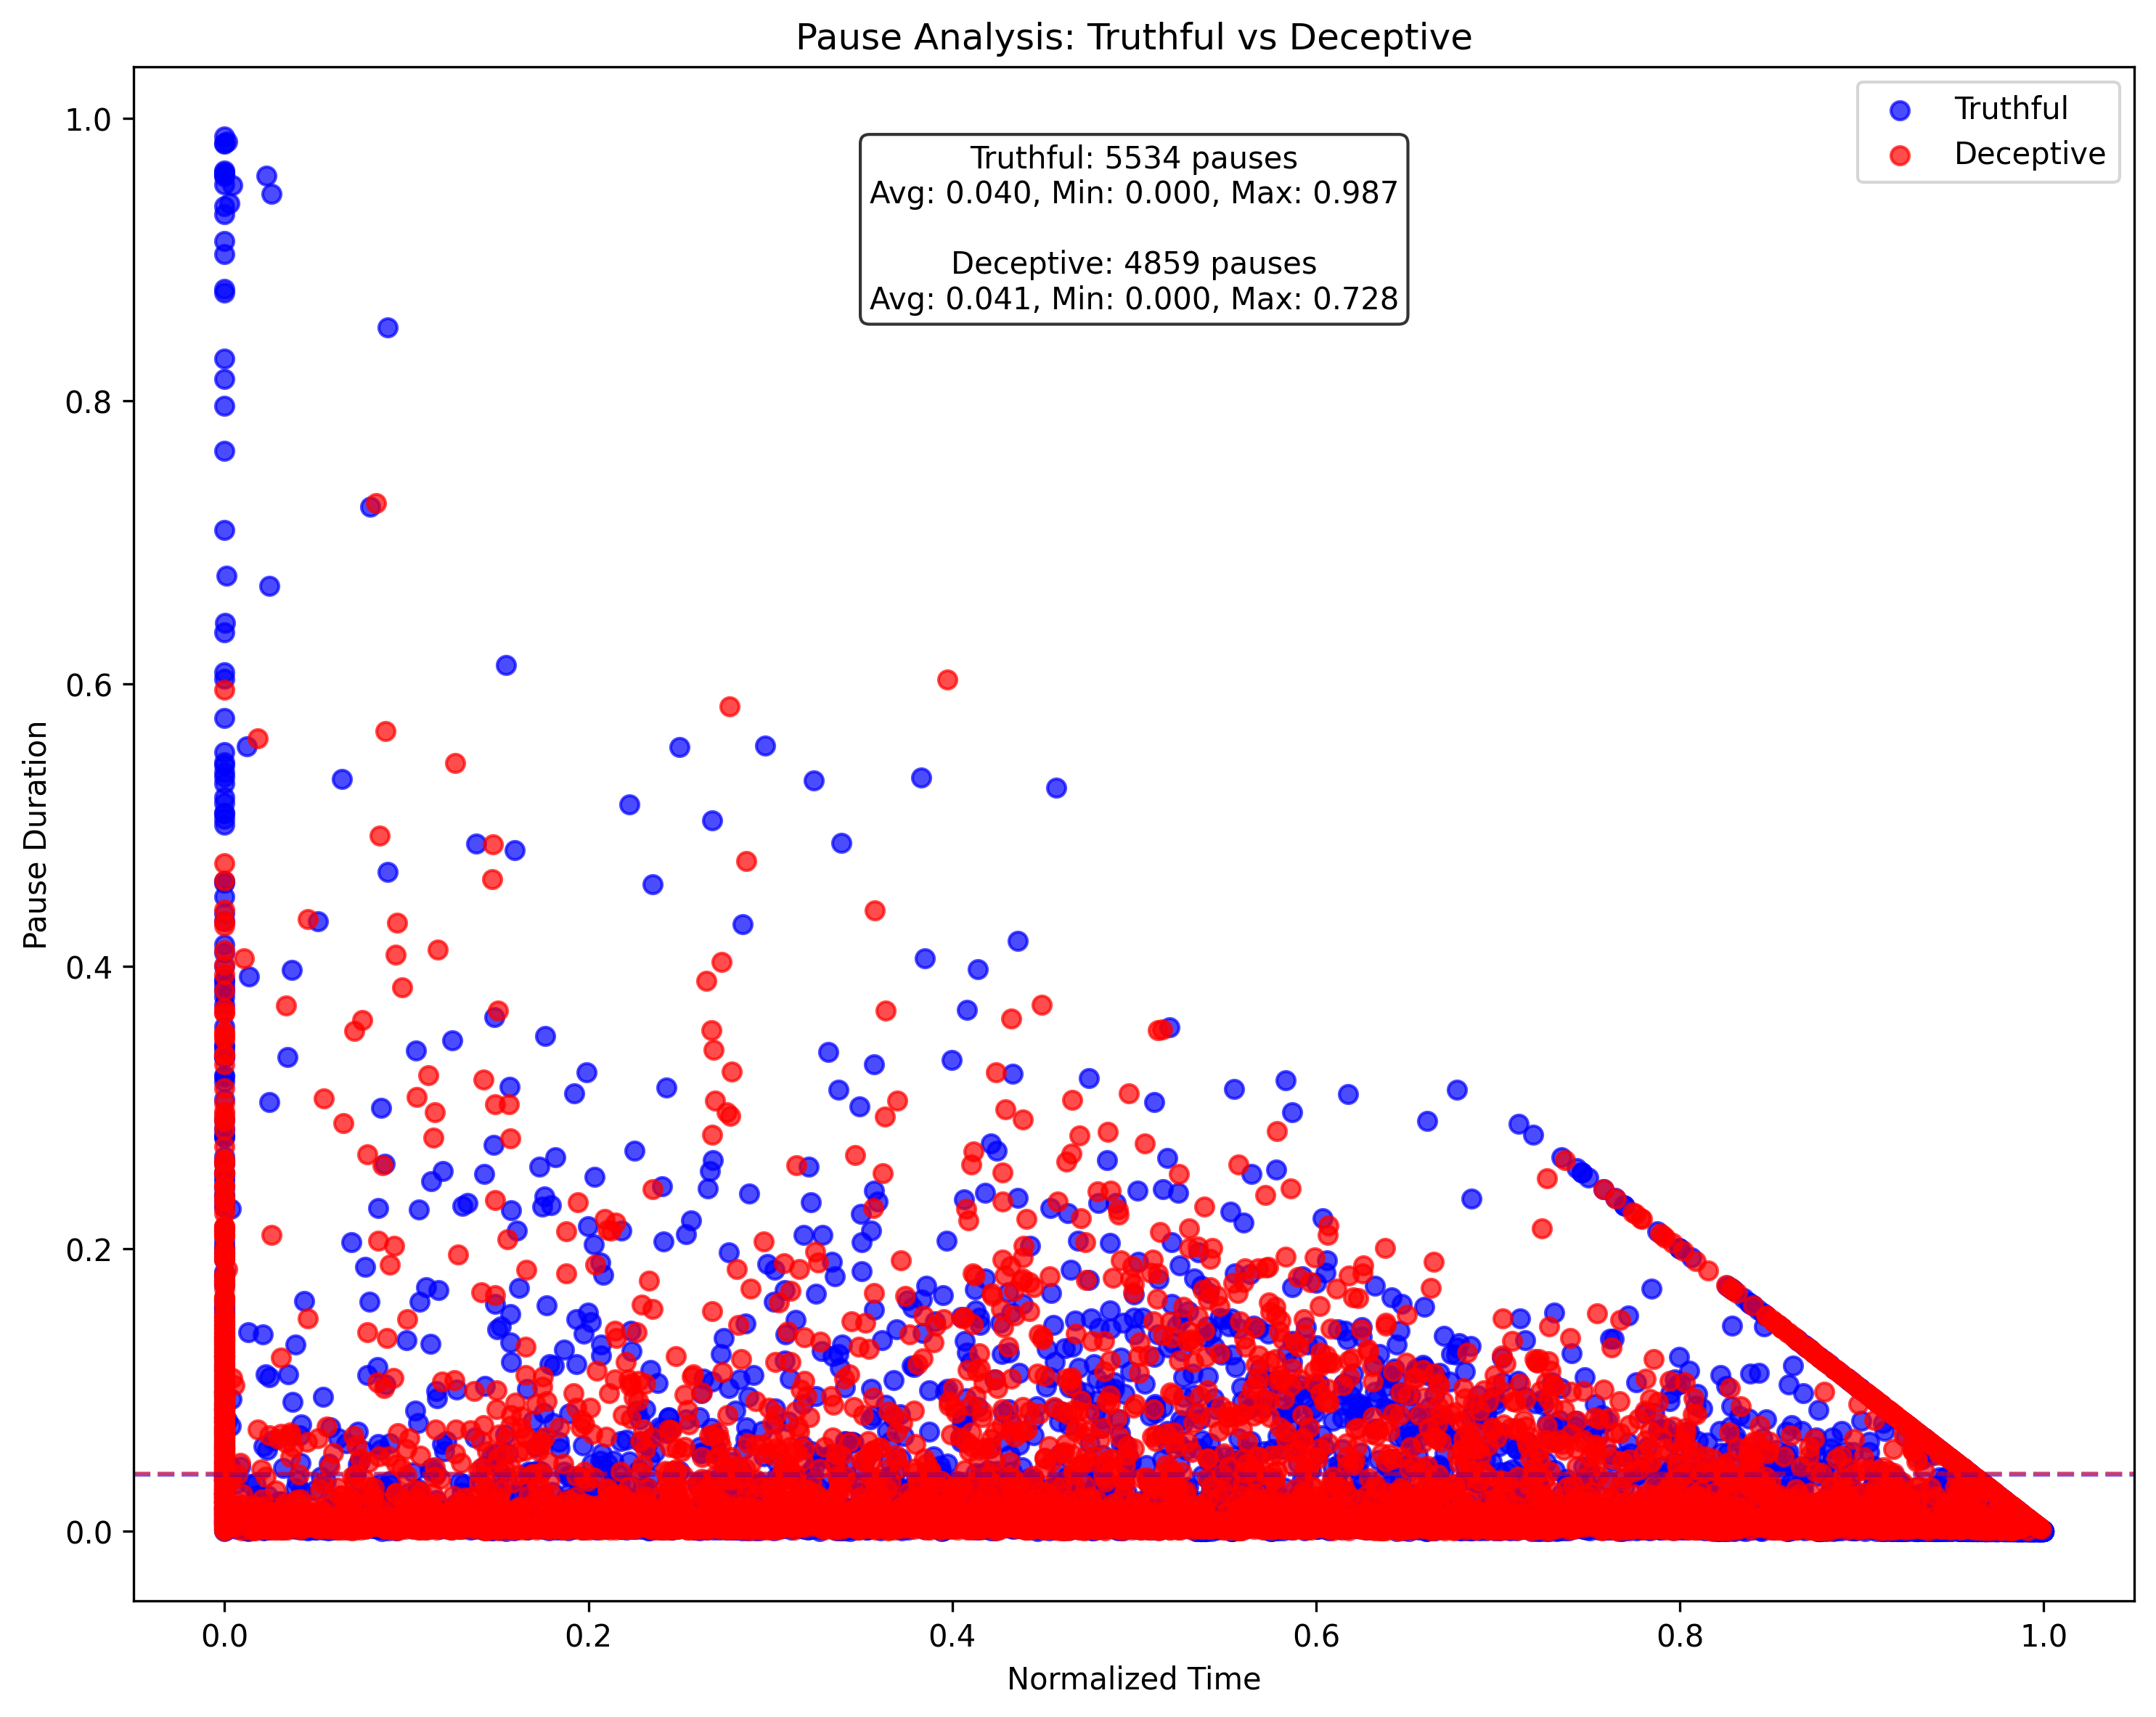 Pause Analysis: Truthful vs Deceptive
Truthful
Deceptive
Truthful: 5534 pauses
Avg: 0.040, Min: 0.000, Max: 0.987
Deceptive: 4859 pauses
Avg: 0.041, Min: 0.000, Max: 0.728
Pause Duration
1.0
0.8
0.6
0.4
0.2
0.0
0.0
0.2
0.4
0.6
0.8
1.0
Normalized Time